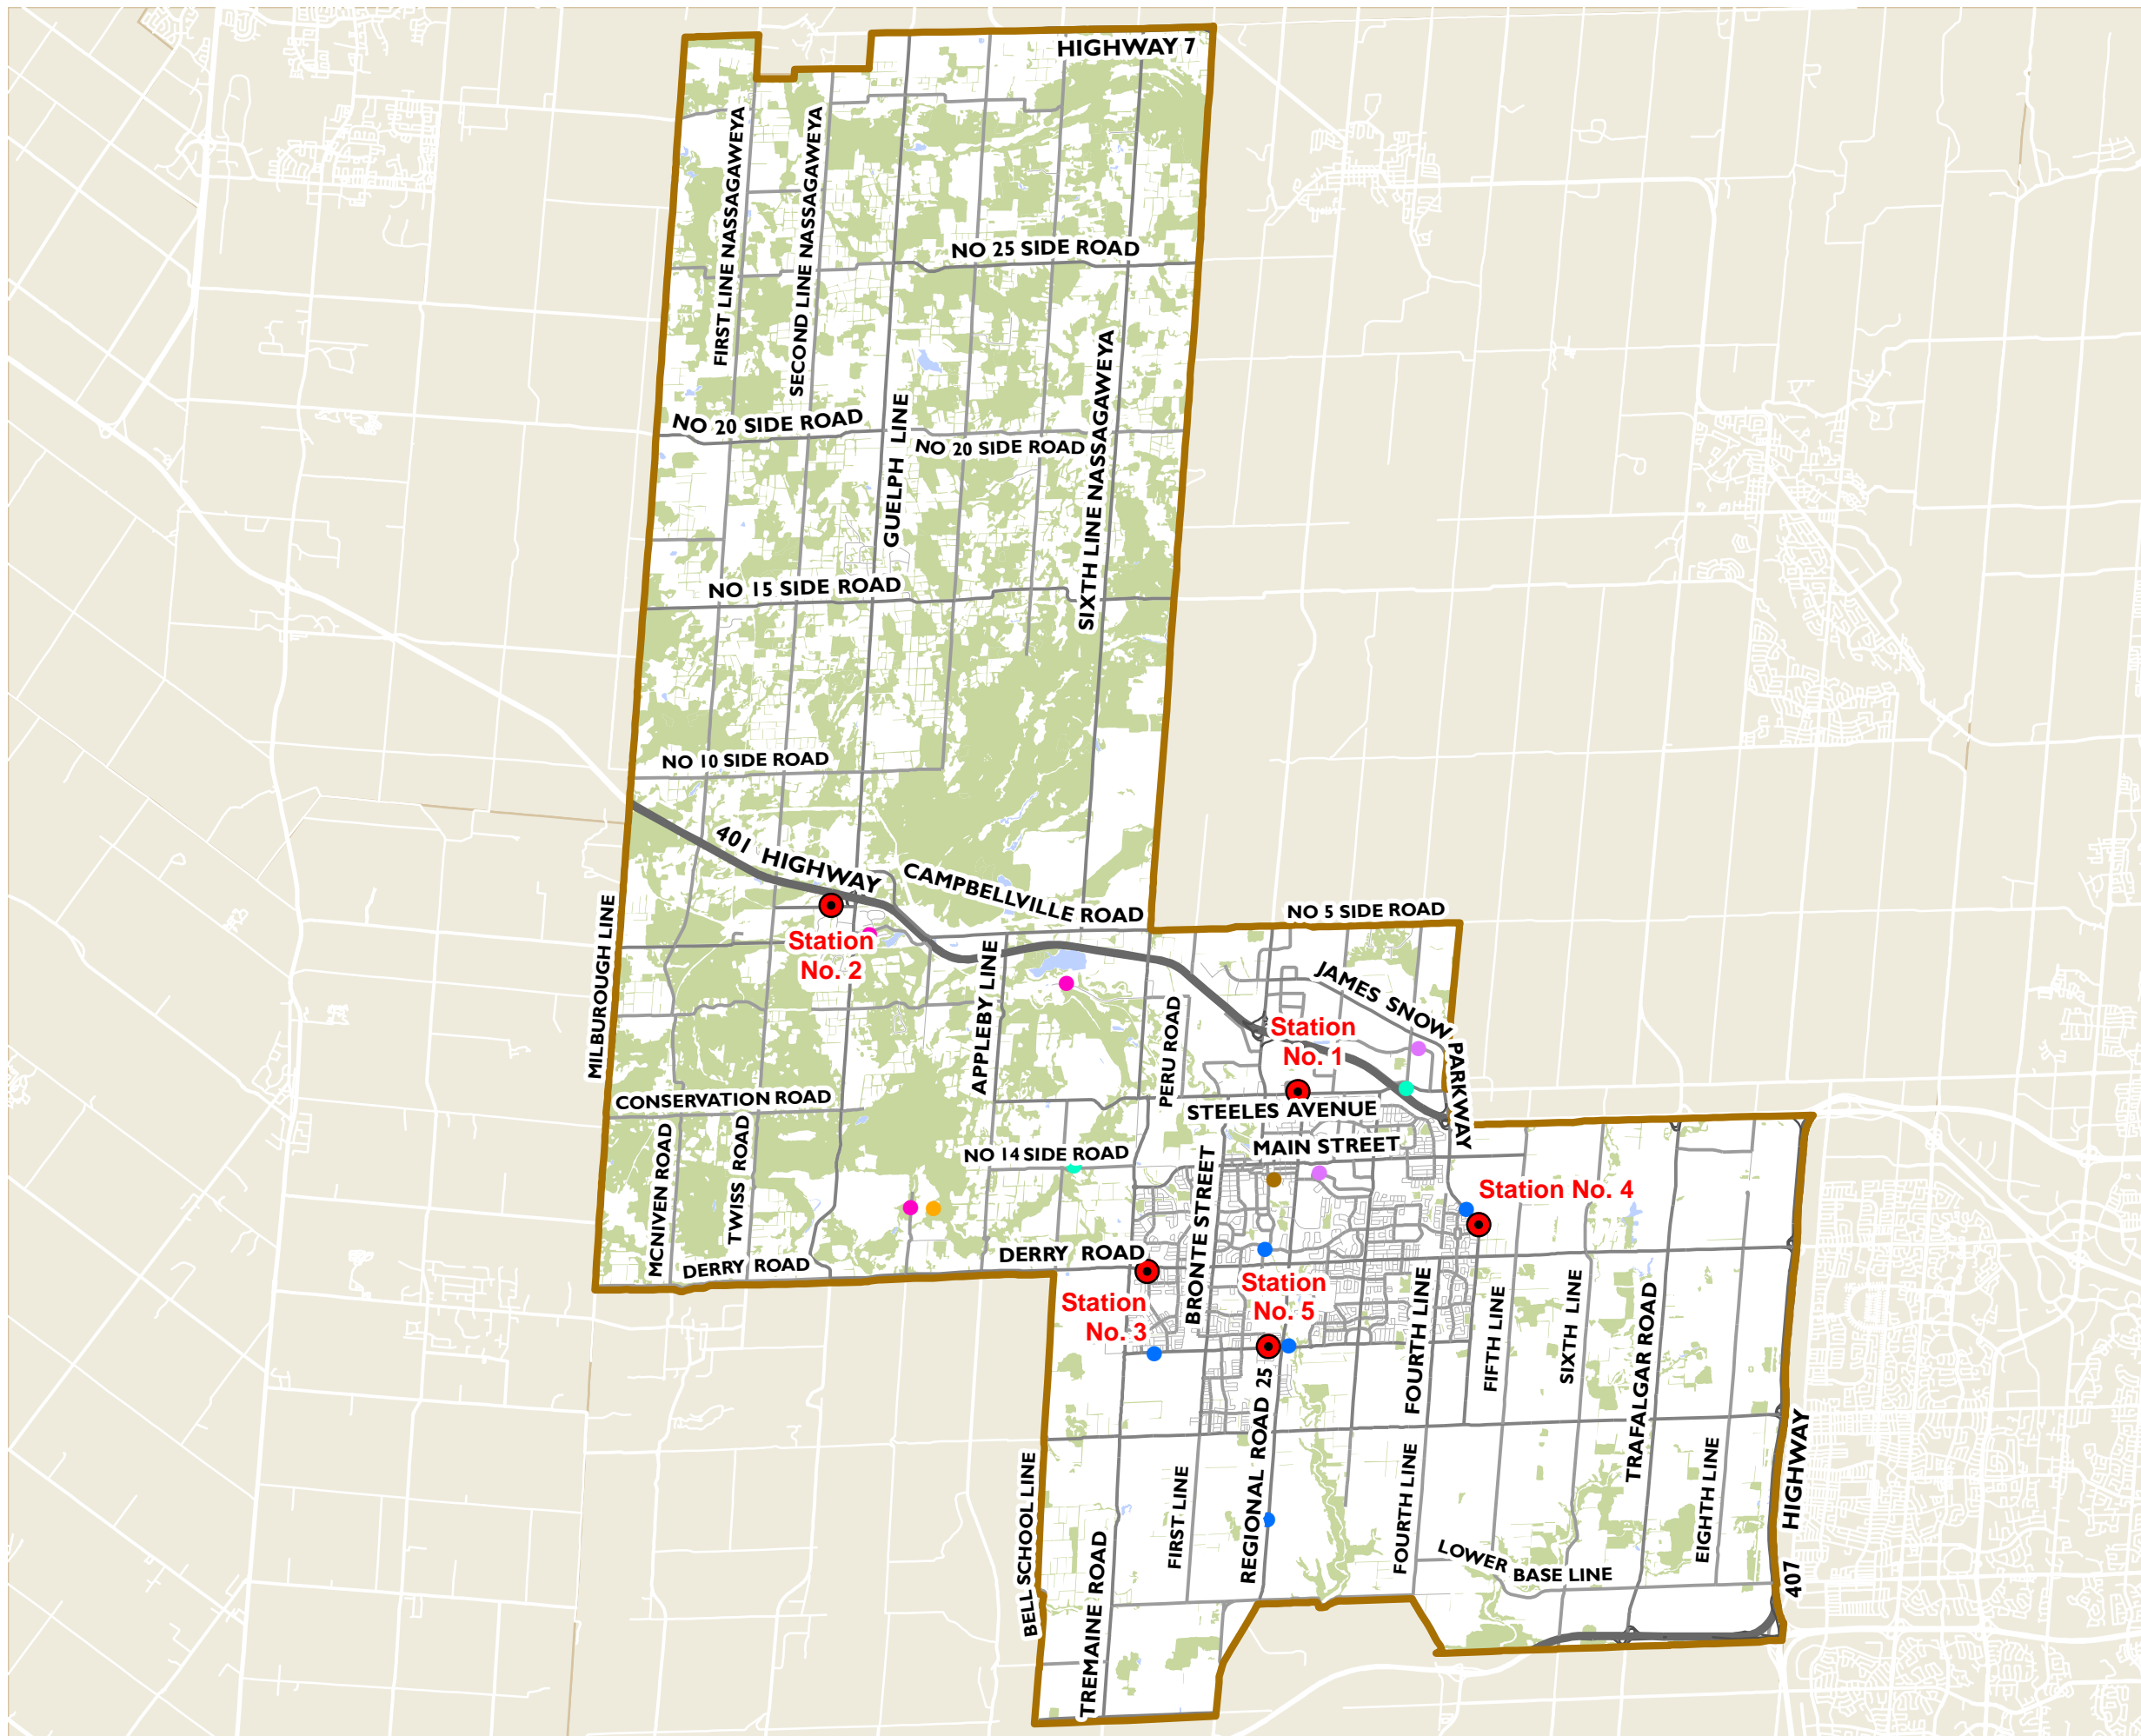 HIGHWAY 7
FIRST LINE NASSAGAWEYA
SECOND LINE NASSAGAWEYA
NO 25 SIDE ROAD
GUELPH LINE
SIXTH LINE NASSAGAWEYA
NO 20 SIDE ROAD
NO 20 SIDE ROAD
NO 15 SIDE ROAD
NO 10 SIDE ROAD
401 HIGHWAY
CAMPBELLVILLE ROAD
NO 5 SIDE ROAD
MILBUROUGH LINE
Station
No. 2
APPLEBY LINE
JAMES SNOW
PARKWAY
PERU ROAD
Station
No. 1
CONSERVATION ROAD
STEELES AVENUE
MCNIVEN ROAD
TWISS ROAD
NO 14 SIDE ROAD
MAIN STREET
BRONTE STREET
Station No. 4
DERRY ROAD
DERRY ROAD
Station
No. 3
Station
No. 5
FOURTH LINE
FIFTH LINE
SIXTH LINE
TRAFALGAR ROAD
REGIONAL ROAD 25
BELL SCHOOL LINE
FIRST LINE
FOURTH LINE
EIGHTH LINE
407 HIGHWAY
TREMAINE ROAD
LOWER
BASE LINE